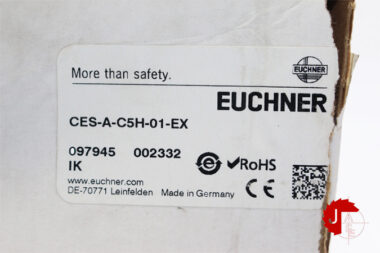 More than safety.
EUCHNER
EUCHNER
CES-A-C5H-01-EX
097945 002332
IK
e ✓RoHS
www.euchner.com
DE-70771 Leinfelden Made in Germany CE